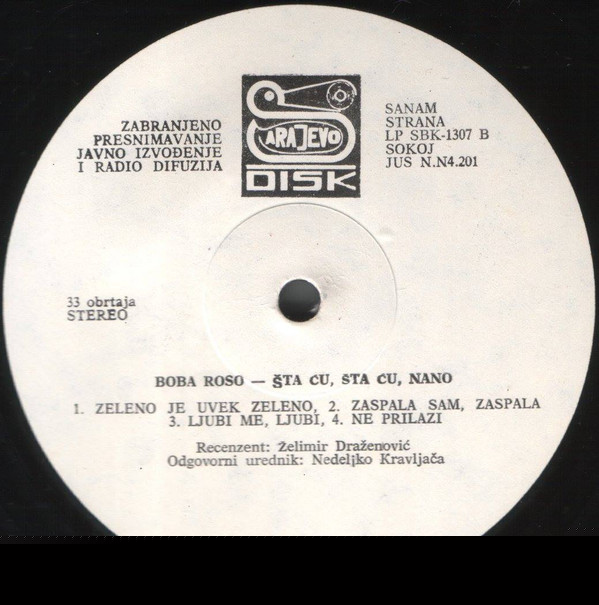 ZABRANJENO
PRESNIMAVANJE
JAVNO IZVOĐENJE
I RADIO DIFUZIJA
SARAJEVO
DISK
SANAM
STRANA
LP SBK-1307 B
SOKOJ
JUS N.N4.201
33 obrtaja
STEREO
BOBA ROSO — ŠTA CU, ŠTA CU, NANO
1. ZELENO JE UVEK ZELENO, 2. ZASPALA SAM, ZASPALA
3. LJUBI ME, LJUBI, 4. NE PRILAZI
Recenzent: Želimir Draženović
Odgovorni urednik: Nedeljko Kravljača